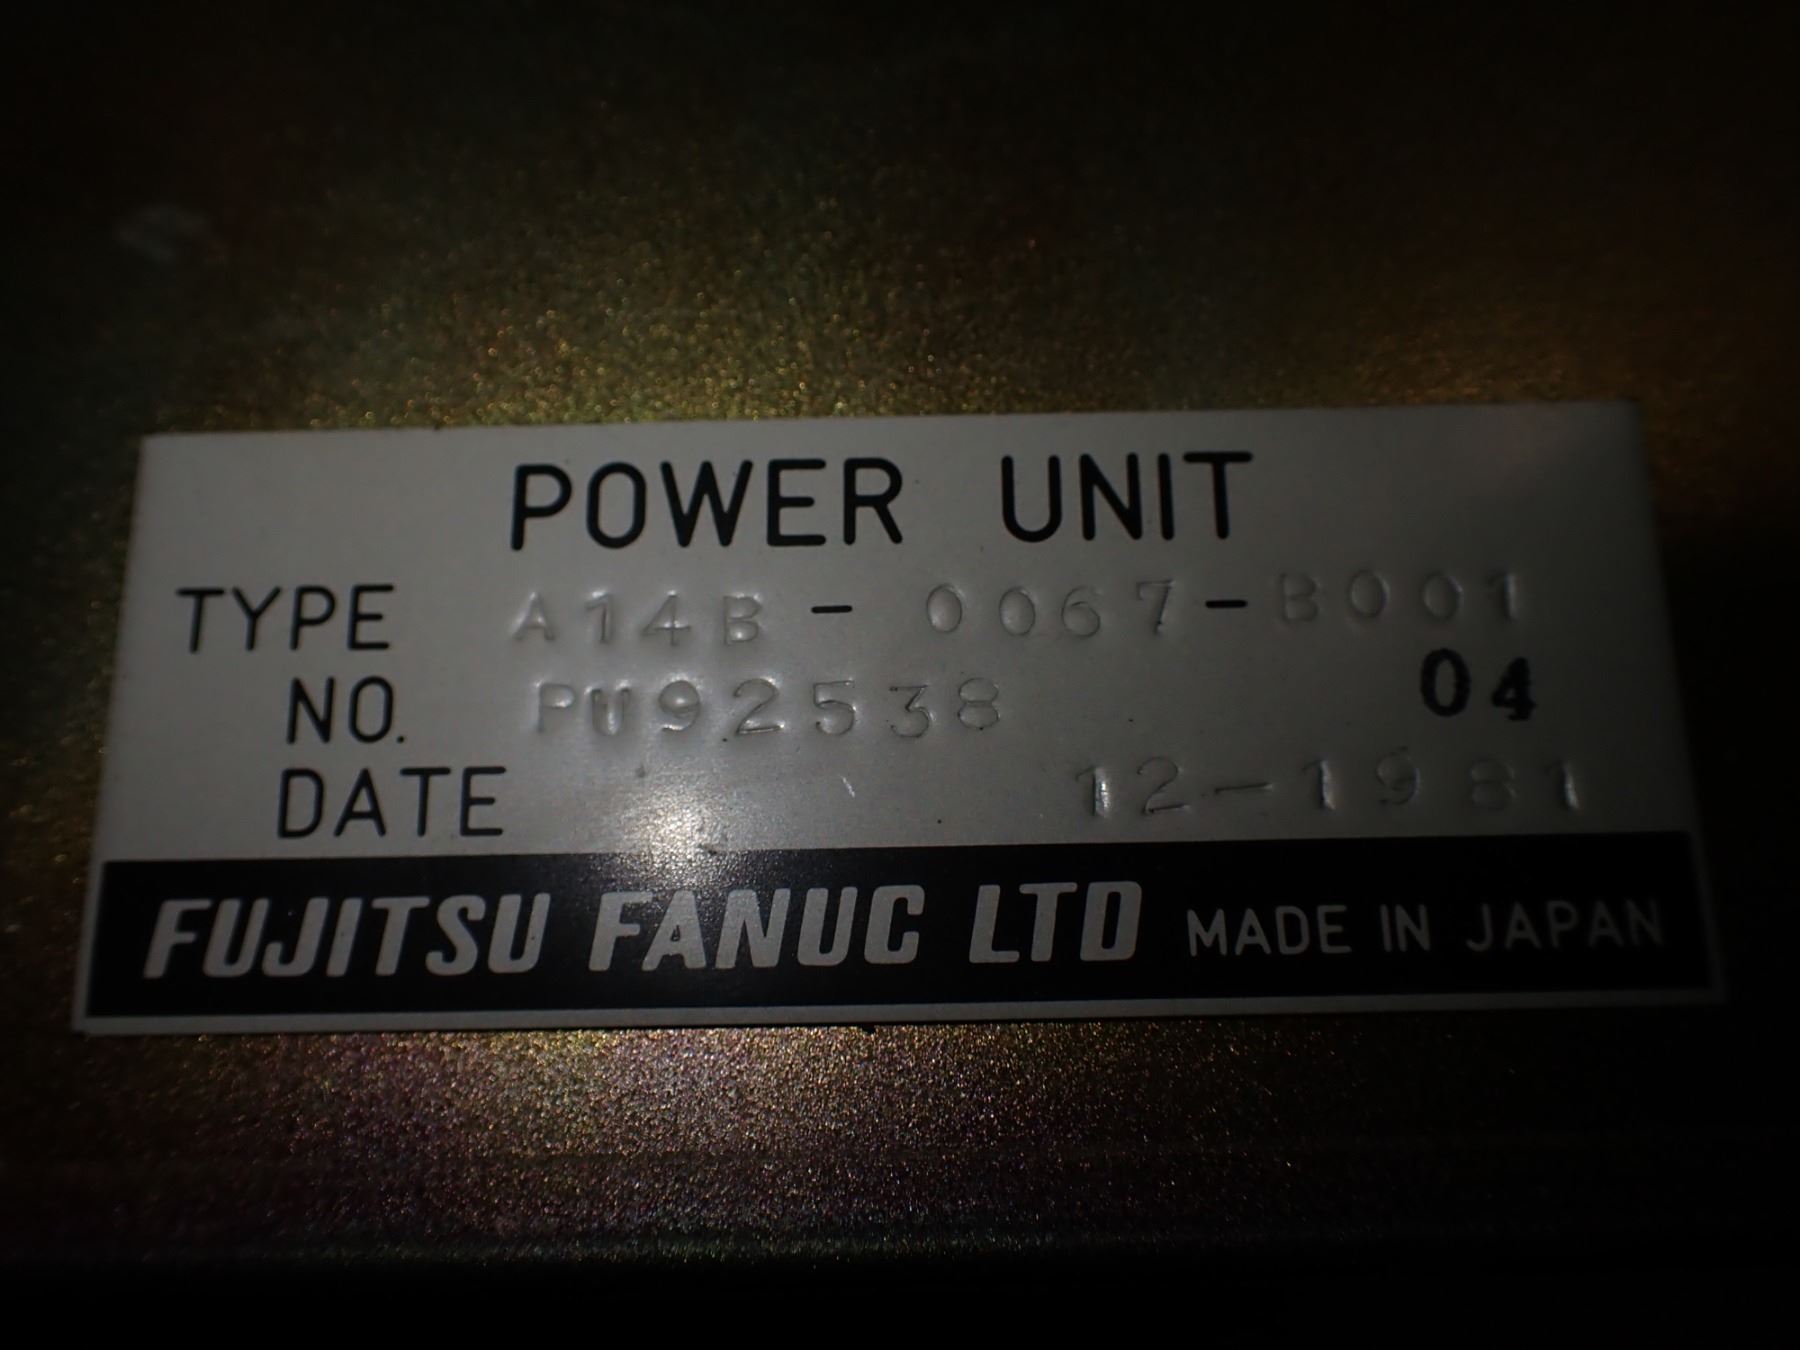 POWER UNIT
TYPE A14B-0067-B001
NO. PU92538 04
DATE 12-1981
FUJITSU FANUC LTD MADE IN JAPAN